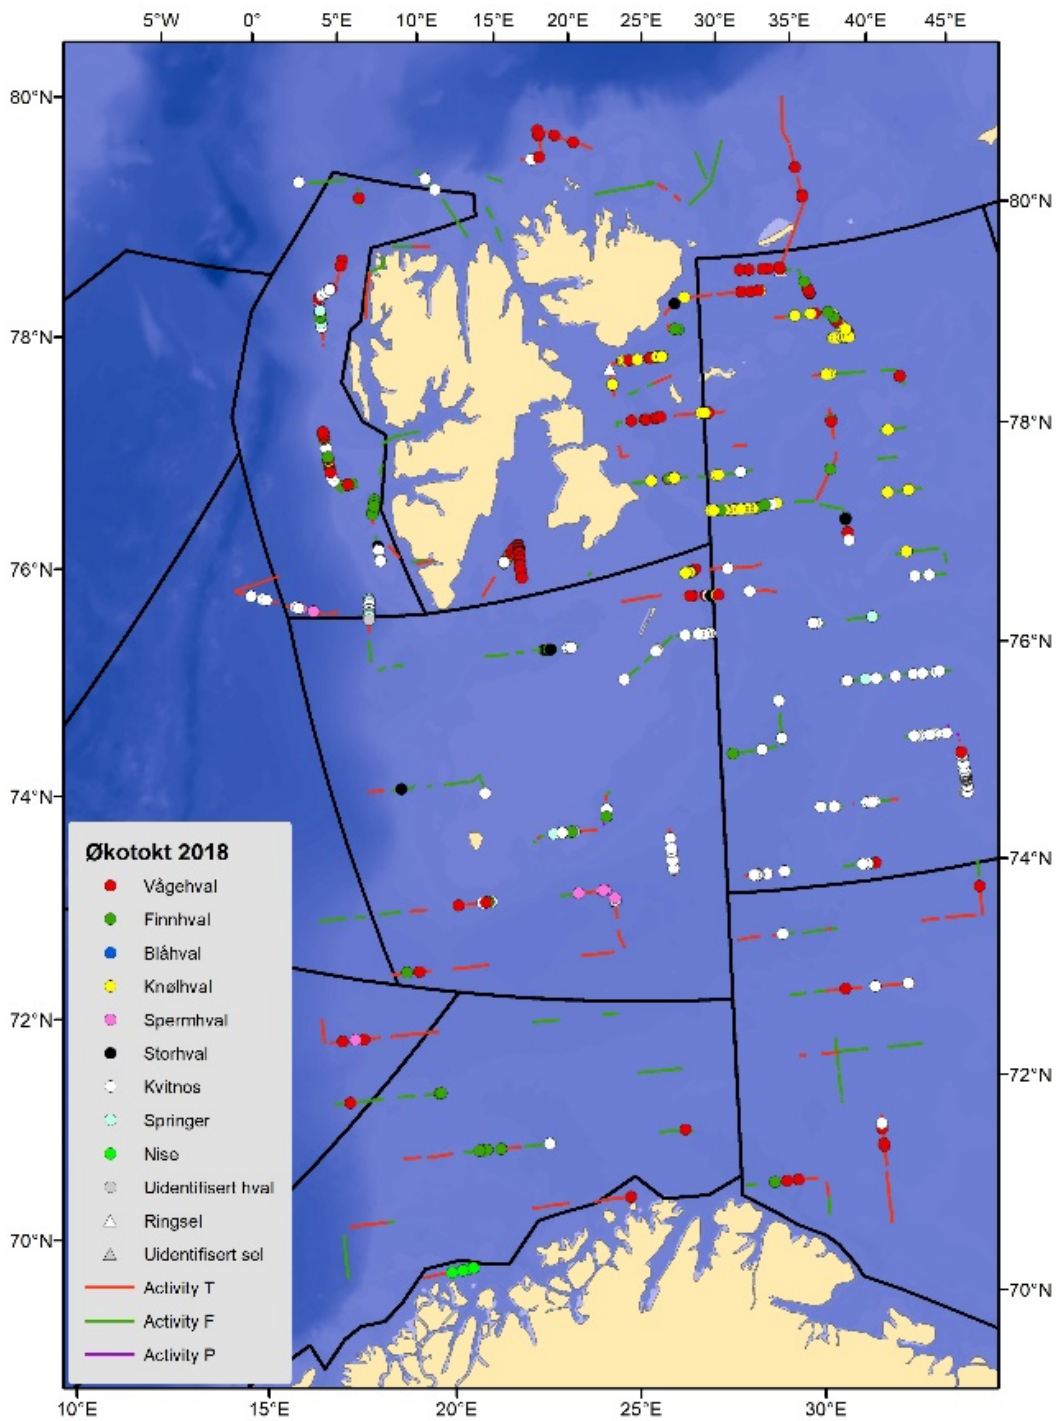 5°W 0° 5°E 10°E 15°E 20°E 25°E 30°E 35°E 40°E 45°E
80°N
80°N
78°N
78°N
76°N
76°N
74°N
74°N
72°N
72°N
70°N
70°N
Økotokt 2018
Vågehval
Finnhval
Blåhval
Knølhval
Spermhval
Storhval
Kvitnos
Springer
Nise
Uidentifisert hval
Ringsel
Uidentifisert sel
Activity T
Activity F
Activity P
10°E 15°E 20°E 25°E 30°E